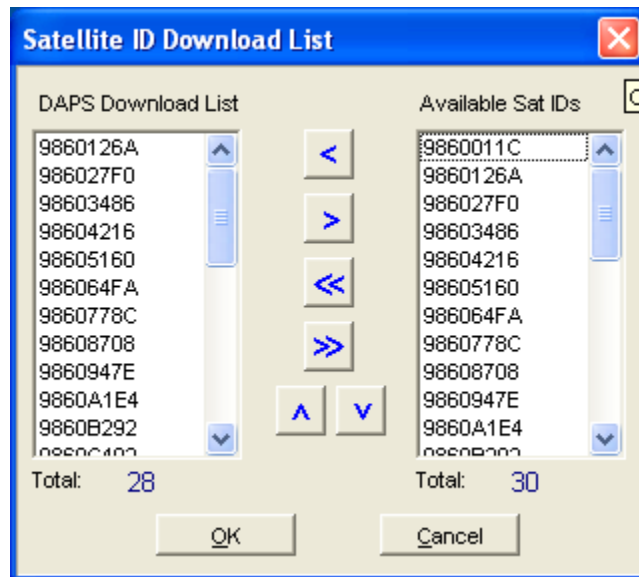 Satellite ID Download List
DAPS Download List
9860126A
986027F0
98603486
98604216
98605160
986064FA
9860778C
98608708
9860947E
9860A1E4
9860B292
Total: 28
<
>
<<
>>
^ v
Available Sat IDs
9860011C
9860126A
986027F0
98603486
98604216
98605160
986064FA
9860778C
98608708
9860947E
9860A1E4
Total: 30
OK
Cancel